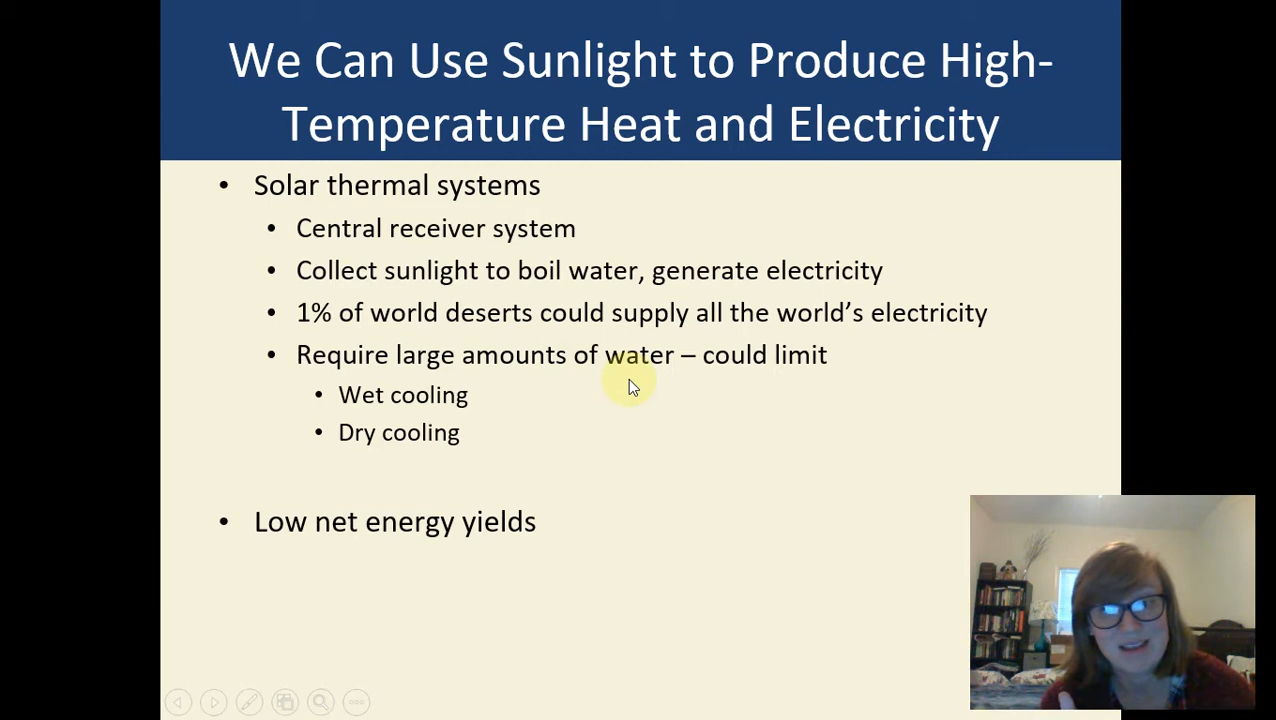 We Can Use Sunlight to Produce High-
Temperature Heat and Electricity
• Solar thermal systems
• Central receiver system
• Collect sunlight to boil water, generate electricity
• 1% of world deserts could supply all the world’s electricity
• Require large amounts of water – could limit
• Wet cooling
• Dry cooling
• Low net energy yields